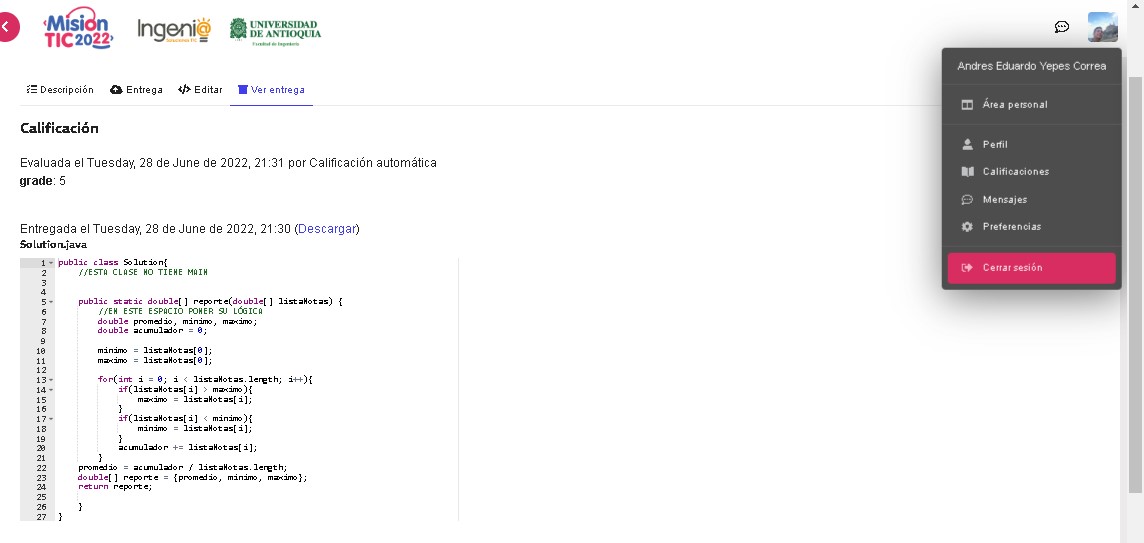 Misión
TIC 2022
Ingeni@
Soluciones TIC
UNIVERSIDAD
DE ANTIOQUIA
Facultad de Ingeniería
Andres Eduardo Yepes Correa
Área personal
Perfil
Calificaciones
Mensajes
Preferencias
Cerrar sesión
Descripción Entrega </> Editar Ver entrega
Calificación
Evaluada el Tuesday, 28 de June de 2022, 21:31 por Calificación automática
grade: 5
Entregada el Tuesday, 28 de June de 2022, 21:30 (Descargar)
Solution.java
1 public class Solution{
2 //ESTA CLASE NO TIENE MAIN
3
4
5 public static double[] reporte(double[] listaNotas) {
6 //EN ESTE ESPACIO PONER SU LÓGICA
7 double promedio, minimo, maximo;
8 double acumulador = 0;
9
10 minimo = listaNotas[0];
11 maximo = listaNotas[0];
12
13 for(int i = 0; i < listaNotas.length; i++){
14 if(listaNotas[i] > maximo){
15 maximo = listaNotas[i];
16 }
17 if(listaNotas[i] < minimo){
18 minimo = listaNotas[i];
19 }
20 acumulador += listaNotas[i];
21 }
22 promedio = acumulador / listaNotas.length;
23 double[] reporte = {promedio, minimo, maximo};
24 return reporte;
25
26 }
27 }